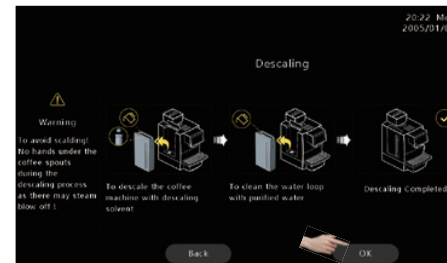 20:22 Mo
2005/01/0
Descaling
Warning
To avoid scalding!
No hands under the
coffee spouts
during the
descaling process
as there may steam
blow off !
To descale the coffee
machine with descaling
solvent
To clean the water loop
with purified water
Descaling Completed
Back
OK